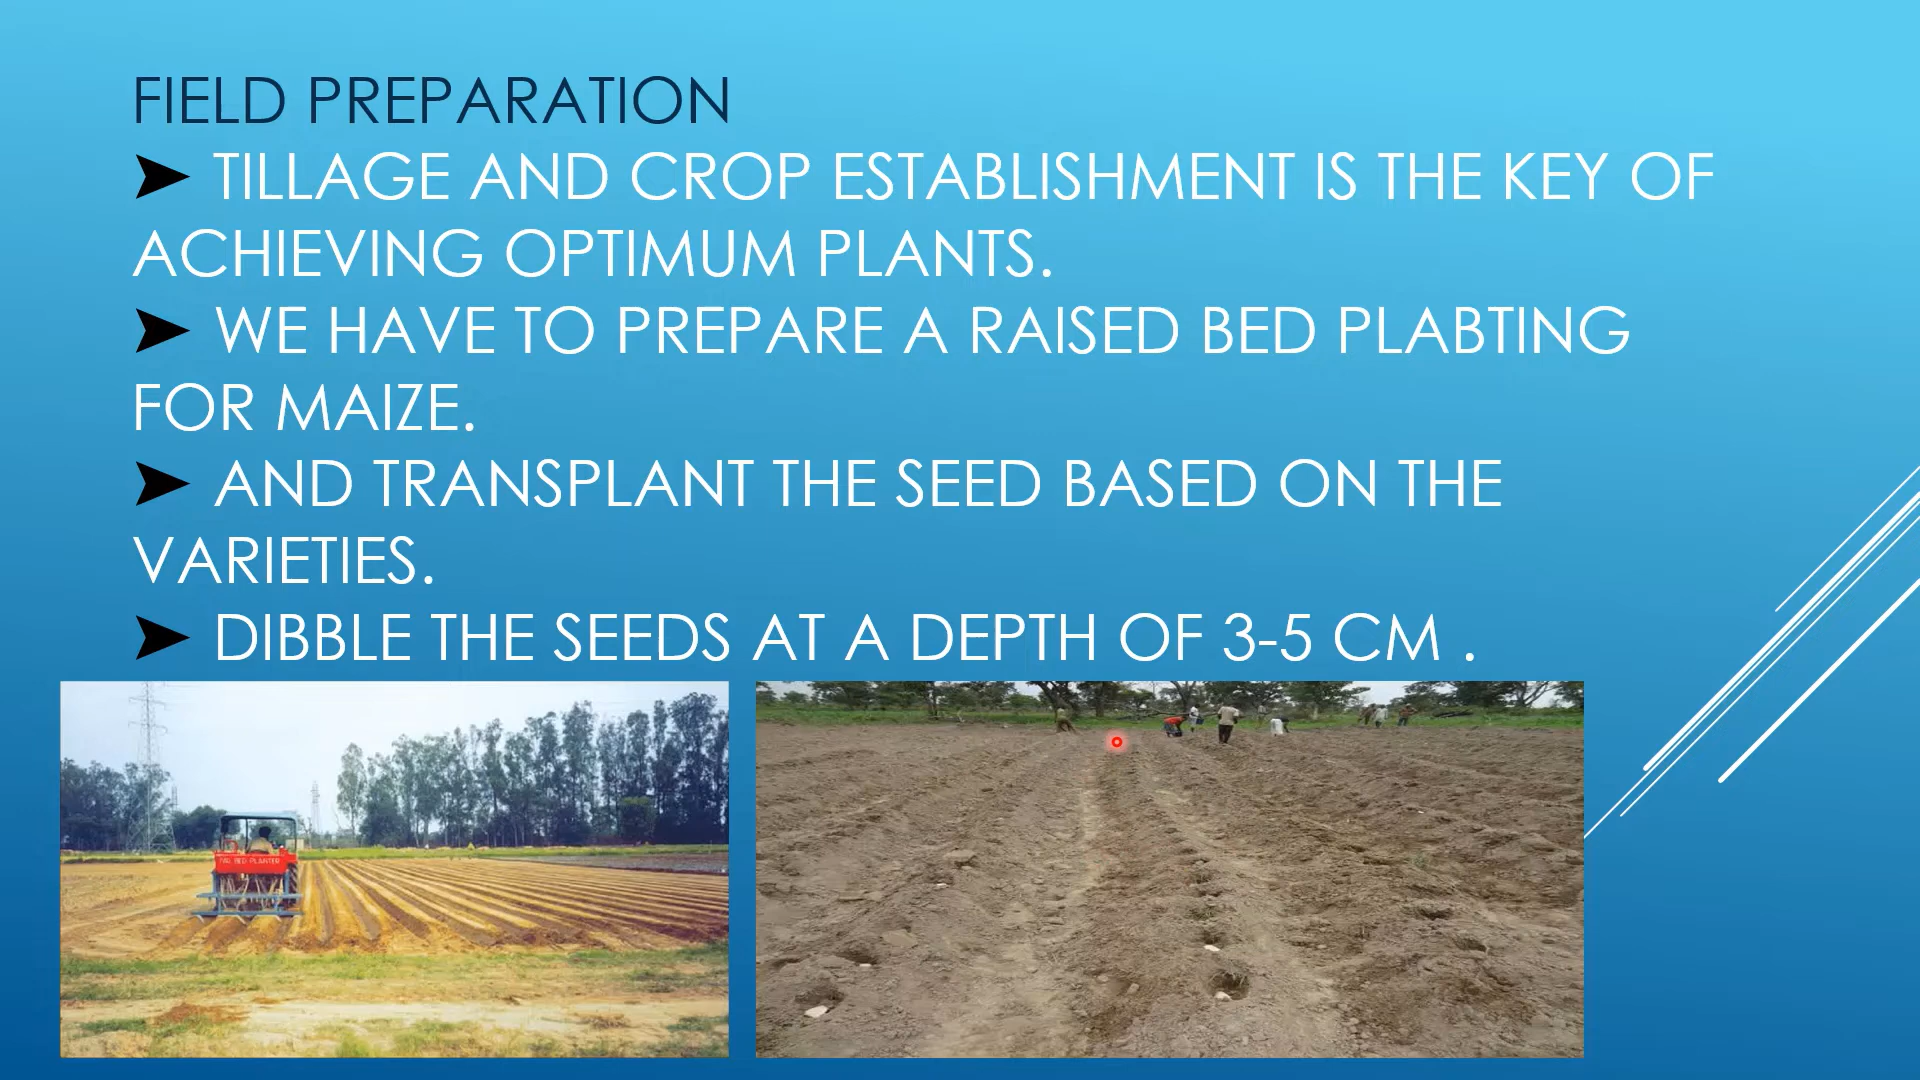 FIELD PREPARATION
➤ TILLAGE AND CROP ESTABLISHMENT IS THE KEY OF
ACHIEVING OPTIMUM PLANTS.
➤ WE HAVE TO PREPARE A RAISED BED PLABTING
FOR MAIZE.
➤ AND TRANSPLANT THE SEED BASED ON THE
VARIETIES.
➤ DIBBLE THE SEEDS AT A DEPTH OF 3-5 CM .
BED PLANTER